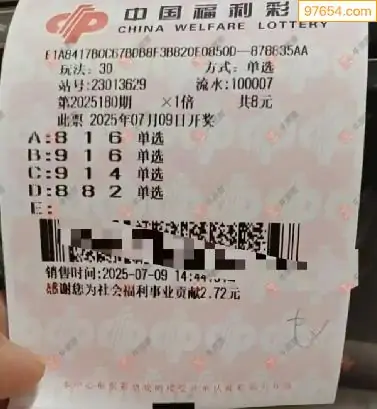 97654.com
中国福利彩
CHINA WELFARE LOTTERY
玩法：3D 方式：单选
站号：23013629 流水：100007
第2025180期 ×1倍 共8元
此票 2025年07月09日开奖
A:8 1 6 单选
B:9 1 6 单选
C:9 1 4 单选
D:8 8 2 单选
E:
销售时间：2025-07-09
感谢您为社会福利事业贡献2.72元